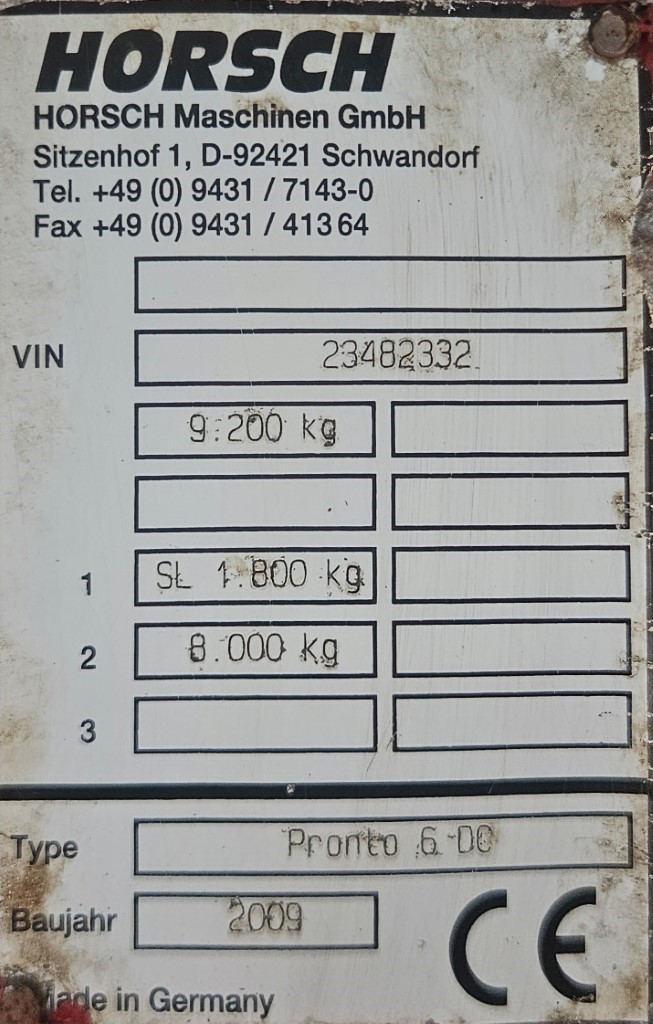 HORSCH
HORSCH Maschinen GmbH
Sitzenhof 1, D-92421 Schwandorf
Tel. +49 (0) 9431 / 7143-0
Fax +49 (0) 9431 / 41364
VIN 23482332
9.200 kg
1 SL 1.800 kg
2 8.000 kg
3
Type Pronto 6 DC
Baujahr 2009
CE
Made in Germany